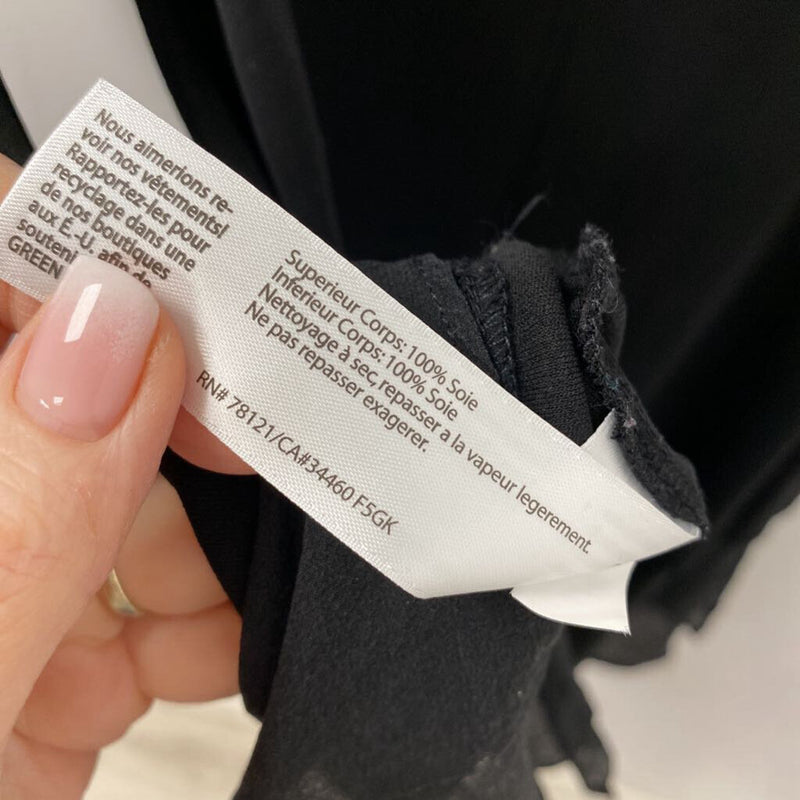 Nous aimerions re-
voir nos vêtements!
Rapportez-les pour
recyclage dans une
de nos boutiques
aux É.-U. afin de
GREEN
Superieur Corps: 100% Soie
Interieur Corps: 100% Soie
Nettoyage à sec, repasser a la vapeur legerement.
Ne pas repasser exagerer.
RN# 78121/CA#34460 F5GK